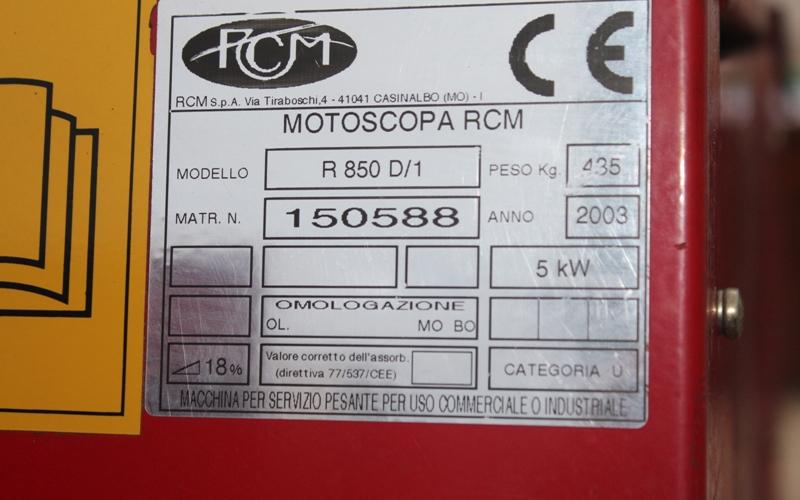 RCM
CE
RCM S.p.A. Via Tiraboschi,4 - 41041 CASINALBO (MO) - I
MOTOSCOPA RCM
MODELLO R 850 D/1 PESO Kg. 435
MATR. N. 150588 ANNO 2003
5 kW
OMOLOGAZIONE
OL. MO BO
18%
Valore corretto dell'assorb.
(direttiva 77/537/CEE)
CATEGORIA U
MACCHINA PER SERVIZIO PESANTE PER USO COMMERCIALE O INDUSTRIALE